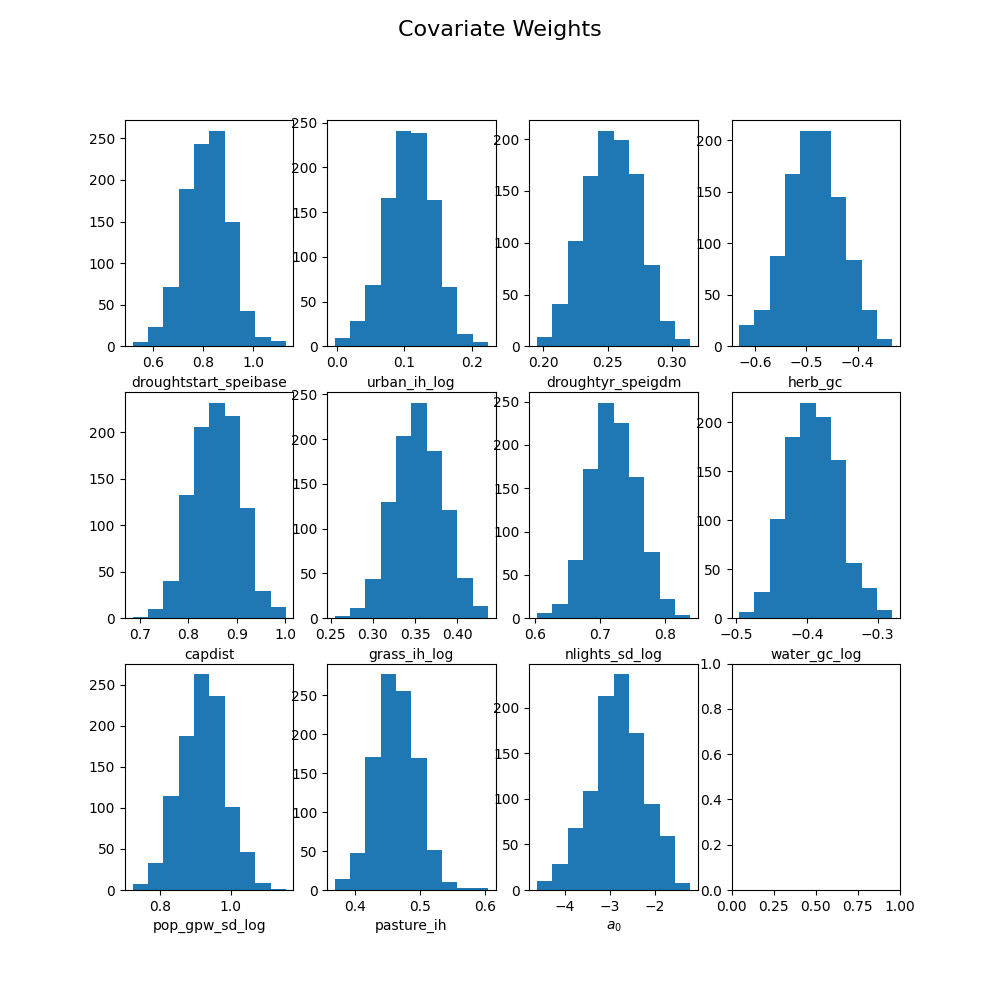 Covariate Weights
250
200
150
100
50
0
0.6 0.8 1.0
droughtstart_speibase
250
200
150
100
50
0
0.0 0.1 0.2
urban_ih_log
200
150
100
50
0
0.20 0.25 0.30
droughtyr_speigdm
200
150
100
50
0
−0.6 −0.5 −0.4
herb_gc
200
150
100
50
0
0.7 0.8 0.9 1.0
capdist
250
200
150
100
50
0
0.25 0.30 0.35 0.40
grass_ih_log
250
200
150
100
50
0
0.6 0.7 0.8
nlights_sd_log
200
150
100
50
0
−0.5 −0.4 −0.3
water_gc_log
250
200
150
100
50
0
0.8 1.0
pop_gpw_sd_log
250
200
150
100
50
0
0.4 0.5 0.6
pasture_ih
200
150
100
50
0
−4 −3 −2
a₀
1.0
0.8
0.6
0.4
0.2
0.0
0.00 0.25 0.50 0.75 1.00